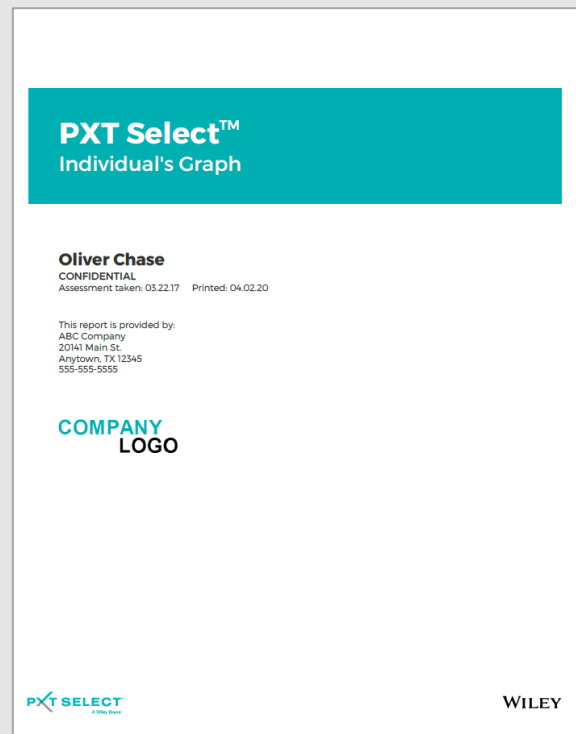 PXT Select™
Individual's Graph
Oliver Chase
CONFIDENTIAL
Assessment taken: 03.22.17 Printed: 04.02.20
This report is provided by:
ABC Company
20141 Main St.
Anytown, TX 12345
555-555-5555
COMPANY
LOGO
PXT SELECT™
A Wiley Brand
WILEY